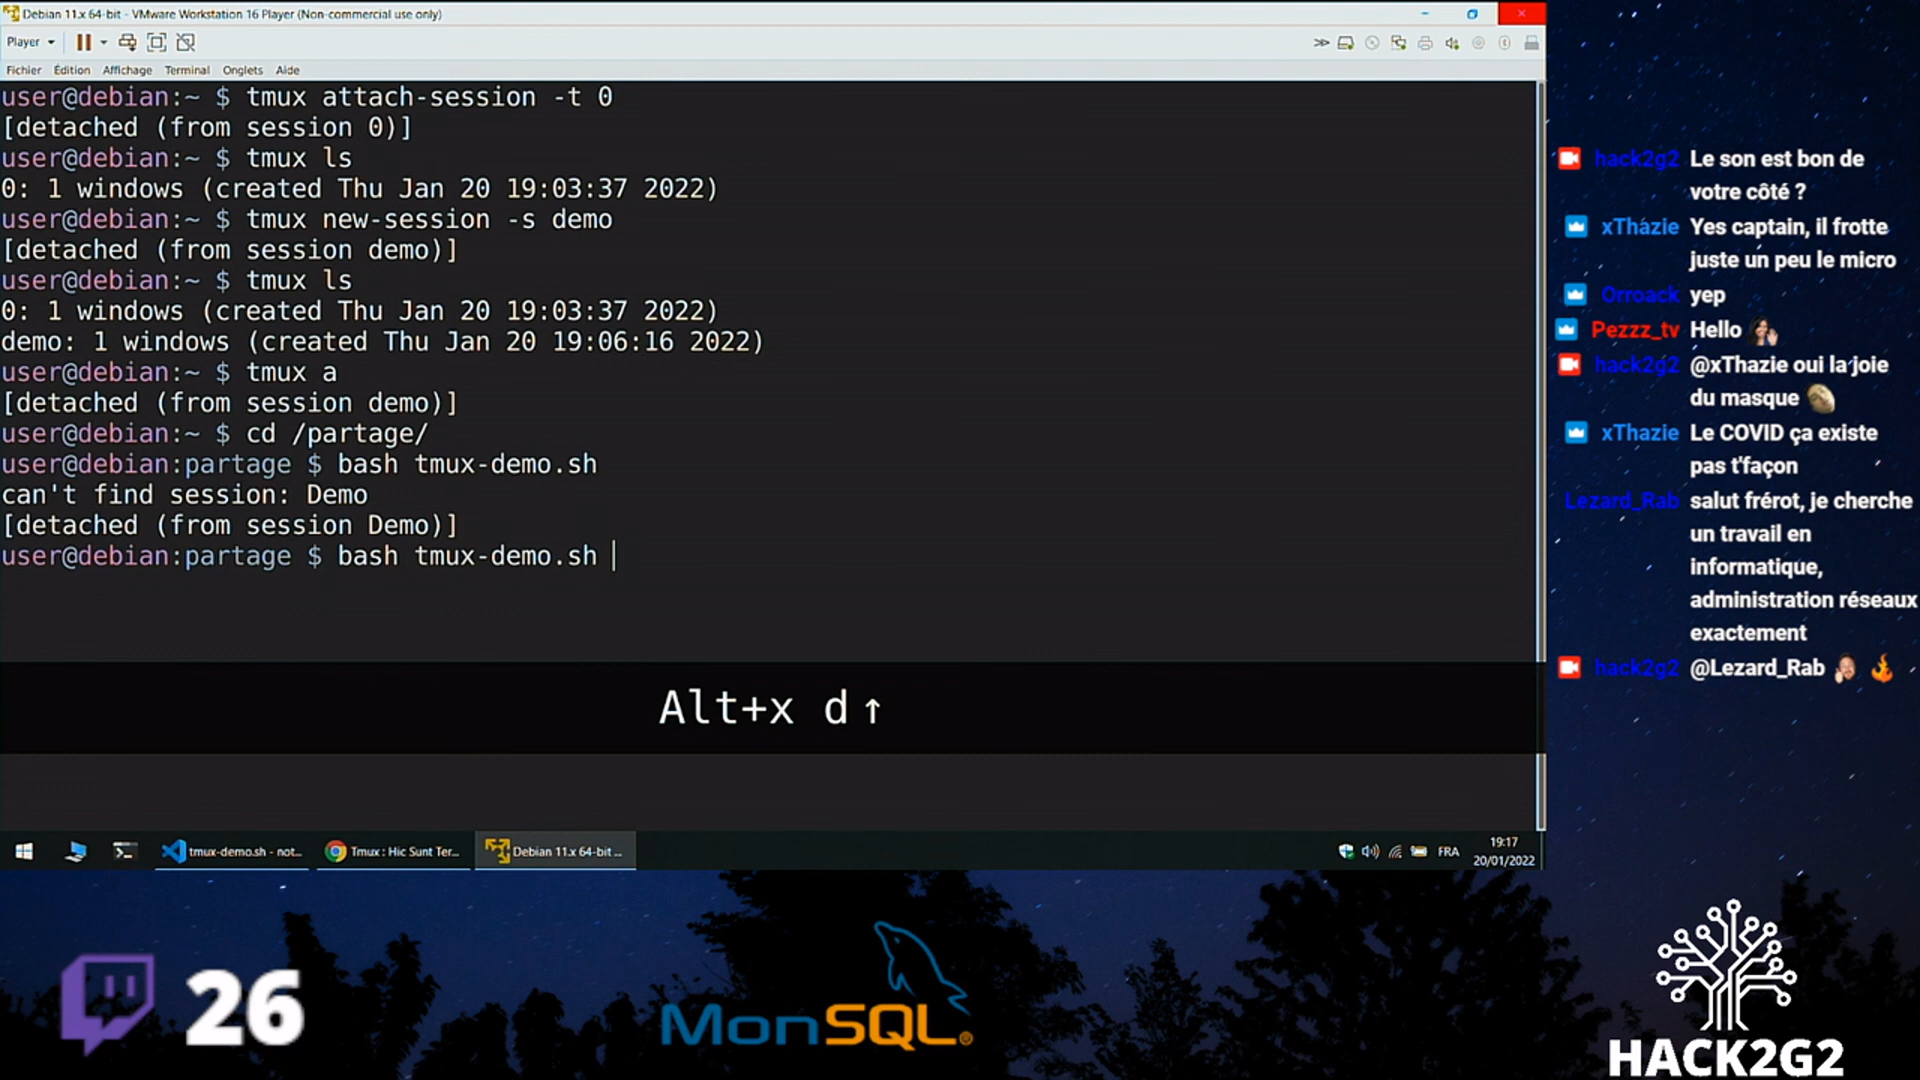 Debian 11.x 64-bit - VMware Workstation 16 Player (Non-commercial use only)
Player
Fichier Édition Affichage Terminal Onglets Aide
user@debian:~ $ tmux attach-session -t 0
[detached (from session 0)]
user@debian:~ $ tmux ls
0: 1 windows (created Thu Jan 20 19:03:37 2022)
user@debian:~ $ tmux new-session -s demo
[detached (from session demo)]
user@debian:~ $ tmux ls
0: 1 windows (created Thu Jan 20 19:03:37 2022)
demo: 1 windows (created Thu Jan 20 19:06:16 2022)
user@debian:~ $ tmux a
[detached (from session demo)]
user@debian:~ $ cd /partage/
user@debian:partage $ bash tmux-demo.sh
can't find session: Demo
[detached (from session Demo)]
user@debian:partage $ bash tmux-demo.sh
Alt+x d↑
tmux-demo.sh - not... Tmux : Hic Sunt Ter... Debian 11.x 64-bit ... FRA
19:17
20/01/2022
hack2g2 Le son est bon de
votre côté ?
xThazie Yes captain, il frotte
juste un peu le micro
Orroack yep
Pezzz_tv Hello
hack2g2 @xThazie oui la joie
du masque
xThazie Le COVID ça existe
pas t'façon
Lezard_Rab salut frérot, je cherche
un travail en
informatique,
administration réseaux
exactement
hack2g2 @Lezard_Rab
26
MonSQL®
HACK2G2